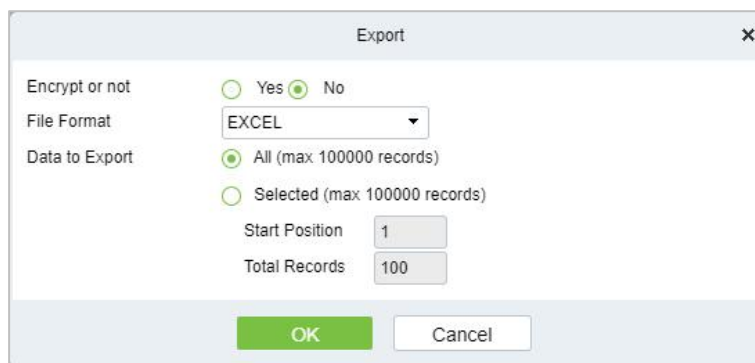 Export
Encrypt or not Yes No
File Format EXCEL
Data to Export All (max 100000 records)
Selected (max 100000 records)
Start Position 1
Total Records 100
OK Cancel